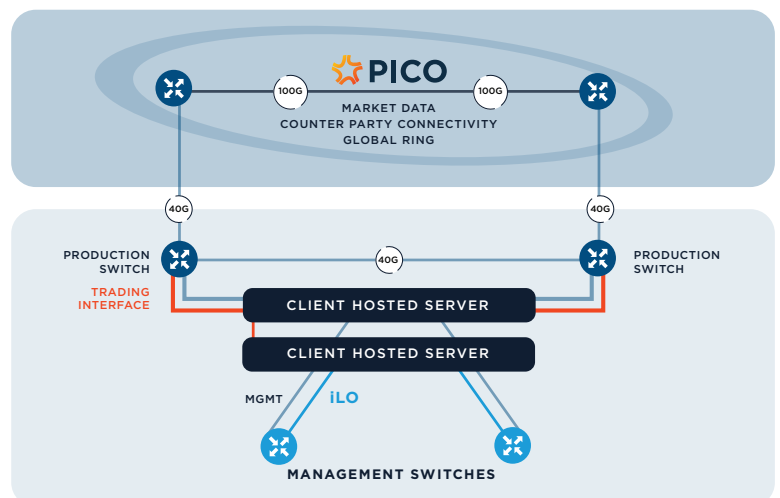 PICO
100G
100G
MARKET DATA
COUNTER PARTY CONNECTIVITY
GLOBAL RING
40G
40G
PRODUCTION
SWITCH
40G
PRODUCTION
SWITCH
TRADING
INTERFACE
CLIENT HOSTED SERVER
CLIENT HOSTED SERVER
MGMT
iLO
MANAGEMENT SWITCHES